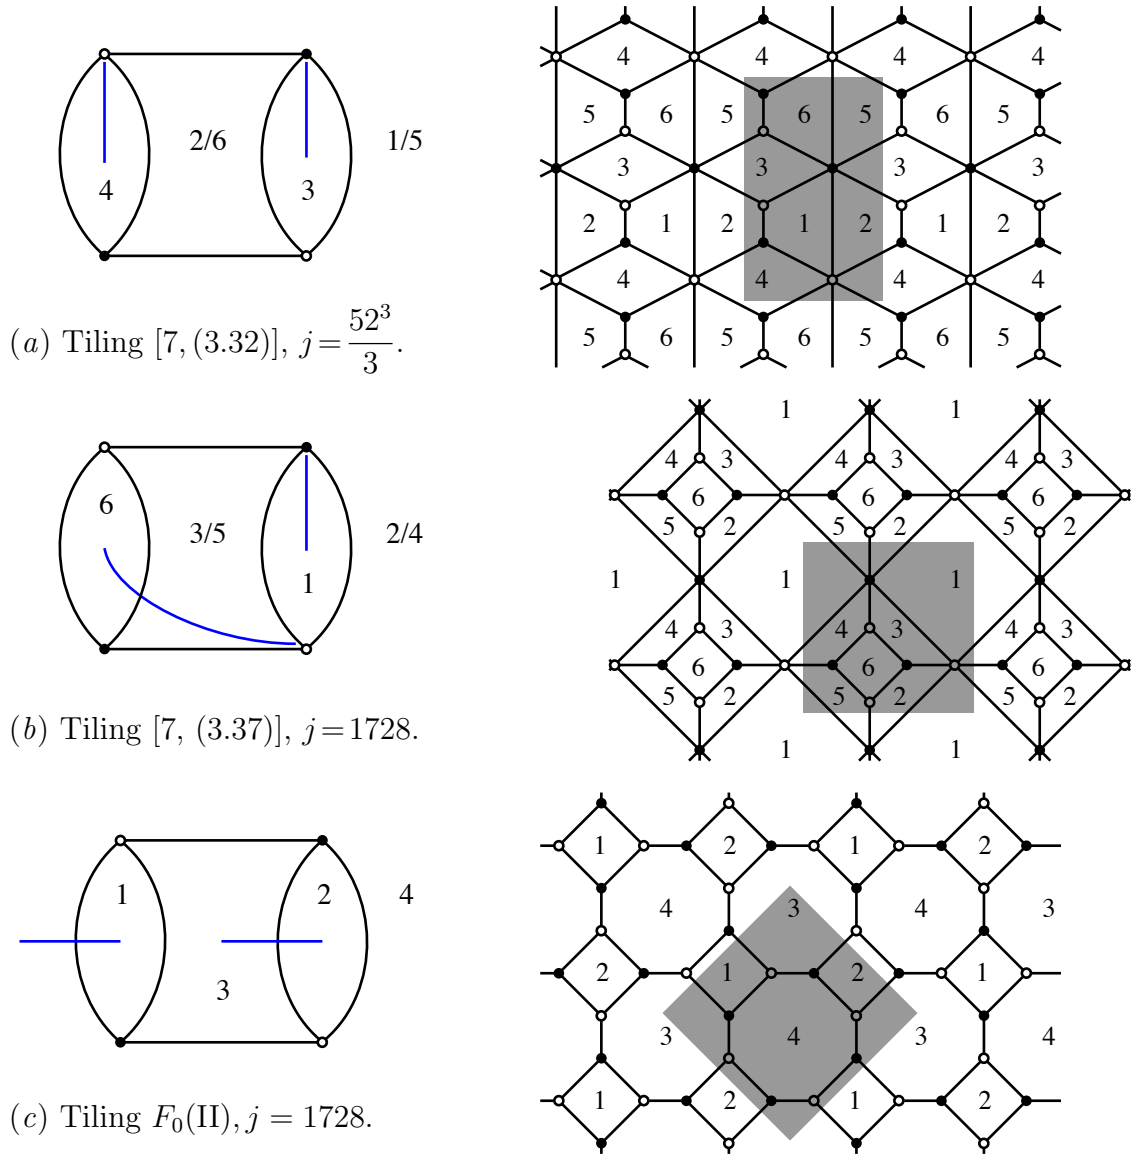 4 2/6 3 1/5
4 4 4 4
5 6 5 6 5 6 5
3 3 3 3
2 1 2 1 2 1 2
4 4 4 4
5 6 5 6 5 6 5
(a) Tiling [7, (3.32)], j = 52³/3.
6 3/5 1 2/4
1 1
4 3 4 3 4 3
6 6 6
5 2 5 2 5 2
1 1 1
4 3 4 3 4 3
6 6 6
5 2 5 2 5 2
1 1
(b) Tiling [7, (3.37)], j = 1728.
1 2 4
3
1 2 1 2
4 3 4 3
2 1 2 1
3 4 3 4
1 2 1 2
(c) Tiling F₀(II), j = 1728.